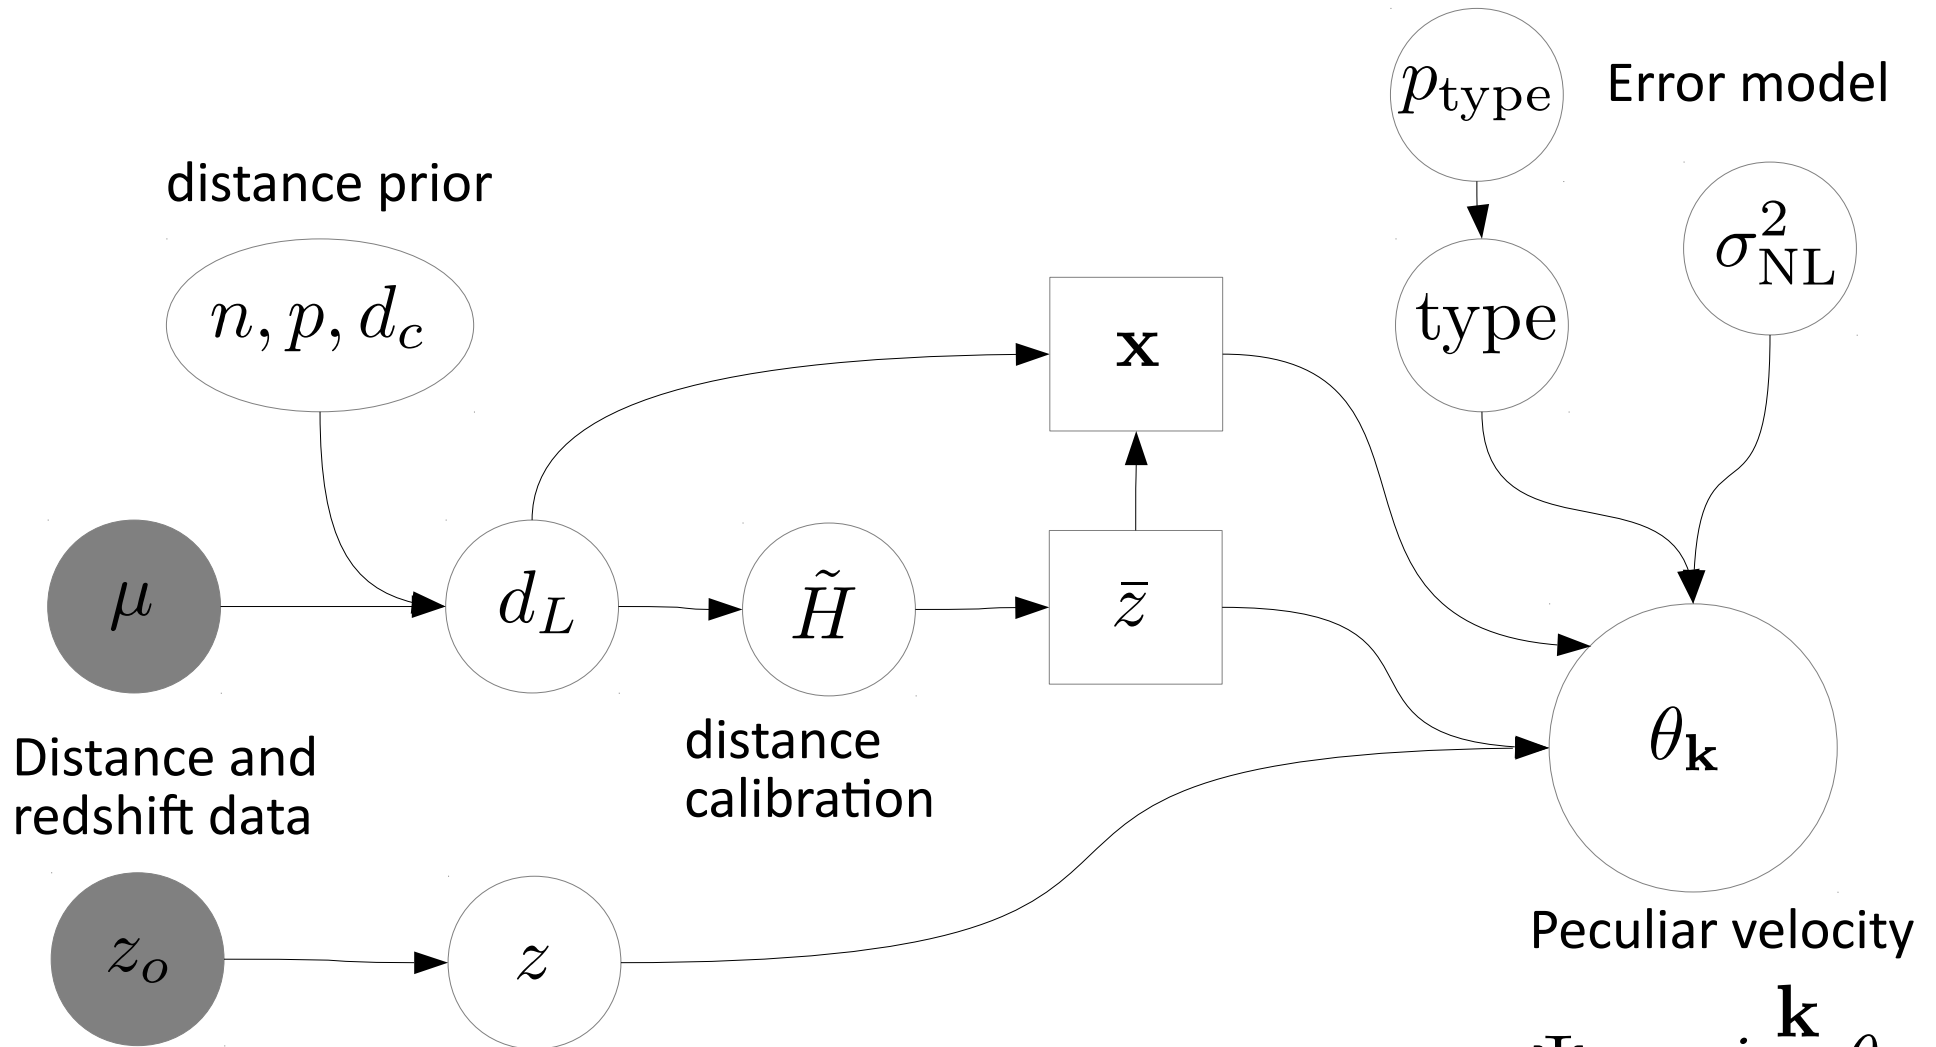 p_type
Error model
distance prior
σ²_NL
n, p, d_c
x
type
μ
d_L
H̃
z̄
θ_k
Distance and
redshift data
distance
calibration
z_o
z
Peculiar velocity
k